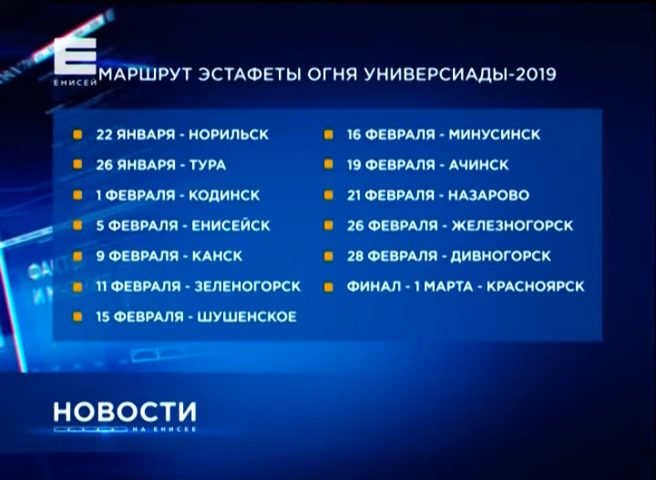 ЕНИСЕЙ
МАРШРУТ ЭСТАФЕТЫ ОГНЯ УНИВЕРСИАДЫ-2019
22 ЯНВАРЯ - НОРИЛЬСК
26 ЯНВАРЯ - ТУРА
1 ФЕВРАЛЯ - КОДИНСК
5 ФЕВРАЛЯ - ЕНИСЕЙСК
9 ФЕВРАЛЯ - КАНСК
11 ФЕВРАЛЯ - ЗЕЛЕНОГОРСК
15 ФЕВРАЛЯ - ШУШЕНСКОЕ
16 ФЕВРАЛЯ - МИНУСИНСК
19 ФЕВРАЛЯ - АЧИНСК
21 ФЕВРАЛЯ - НАЗАРОВО
26 ФЕВРАЛЯ - ЖЕЛЕЗНОГОРСК
28 ФЕВРАЛЯ - ДИВНОГОРСК
ФИНАЛ - 1 МАРТА - КРАСНОЯРСК
НОВОСТИ
НА ЕНИСЕЕ